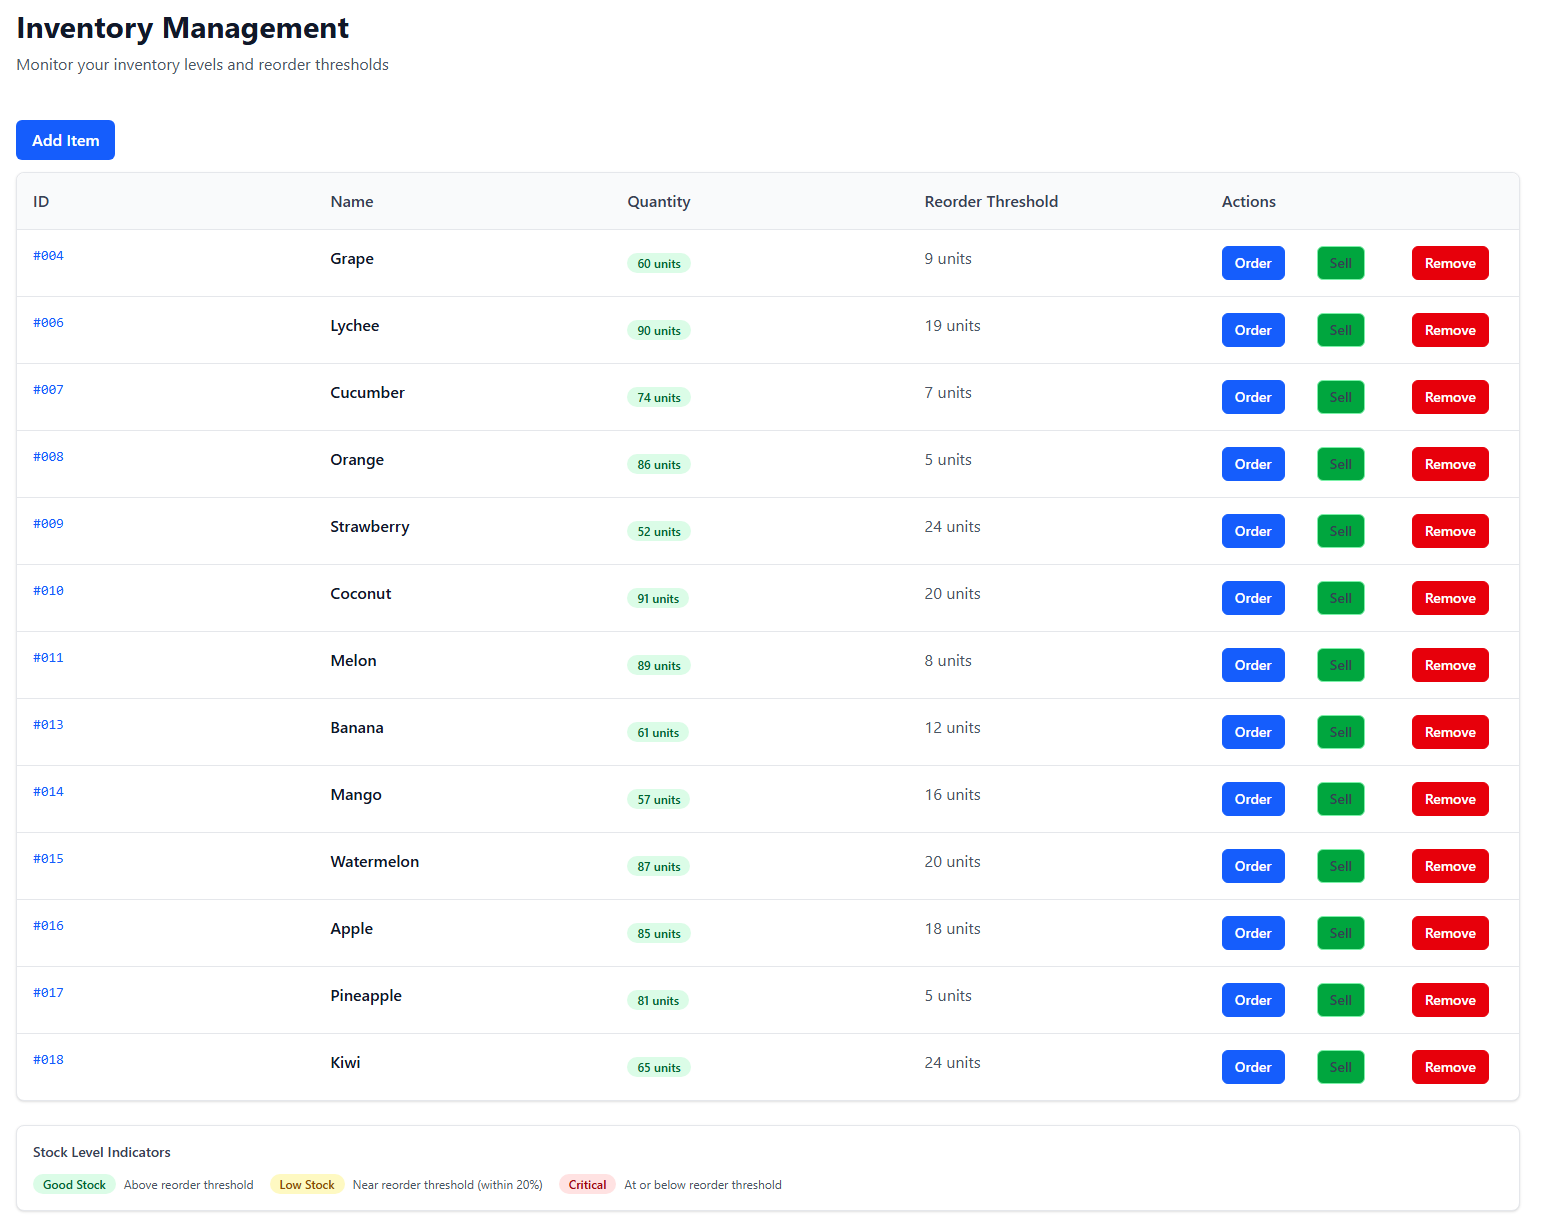 Inventory Management
Monitor your inventory levels and reorder thresholds
Add Item
ID Name Quantity Reorder Threshold Actions
#004 Grape 60 units 9 units Order Sell Remove
#006 Lychee 90 units 19 units Order Sell Remove
#007 Cucumber 74 units 7 units Order Sell Remove
#008 Orange 86 units 5 units Order Sell Remove
#009 Strawberry 52 units 24 units Order Sell Remove
#010 Coconut 91 units 20 units Order Sell Remove
#011 Melon 89 units 8 units Order Sell Remove
#013 Banana 61 units 12 units Order Sell Remove
#014 Mango 57 units 16 units Order Sell Remove
#015 Watermelon 87 units 20 units Order Sell Remove
#016 Apple 85 units 18 units Order Sell Remove
#017 Pineapple 81 units 5 units Order Sell Remove
#018 Kiwi 65 units 24 units Order Sell Remove
Stock Level Indicators
Good Stock Above reorder threshold Low Stock Near reorder threshold (within 20%) Critical At or below reorder threshold